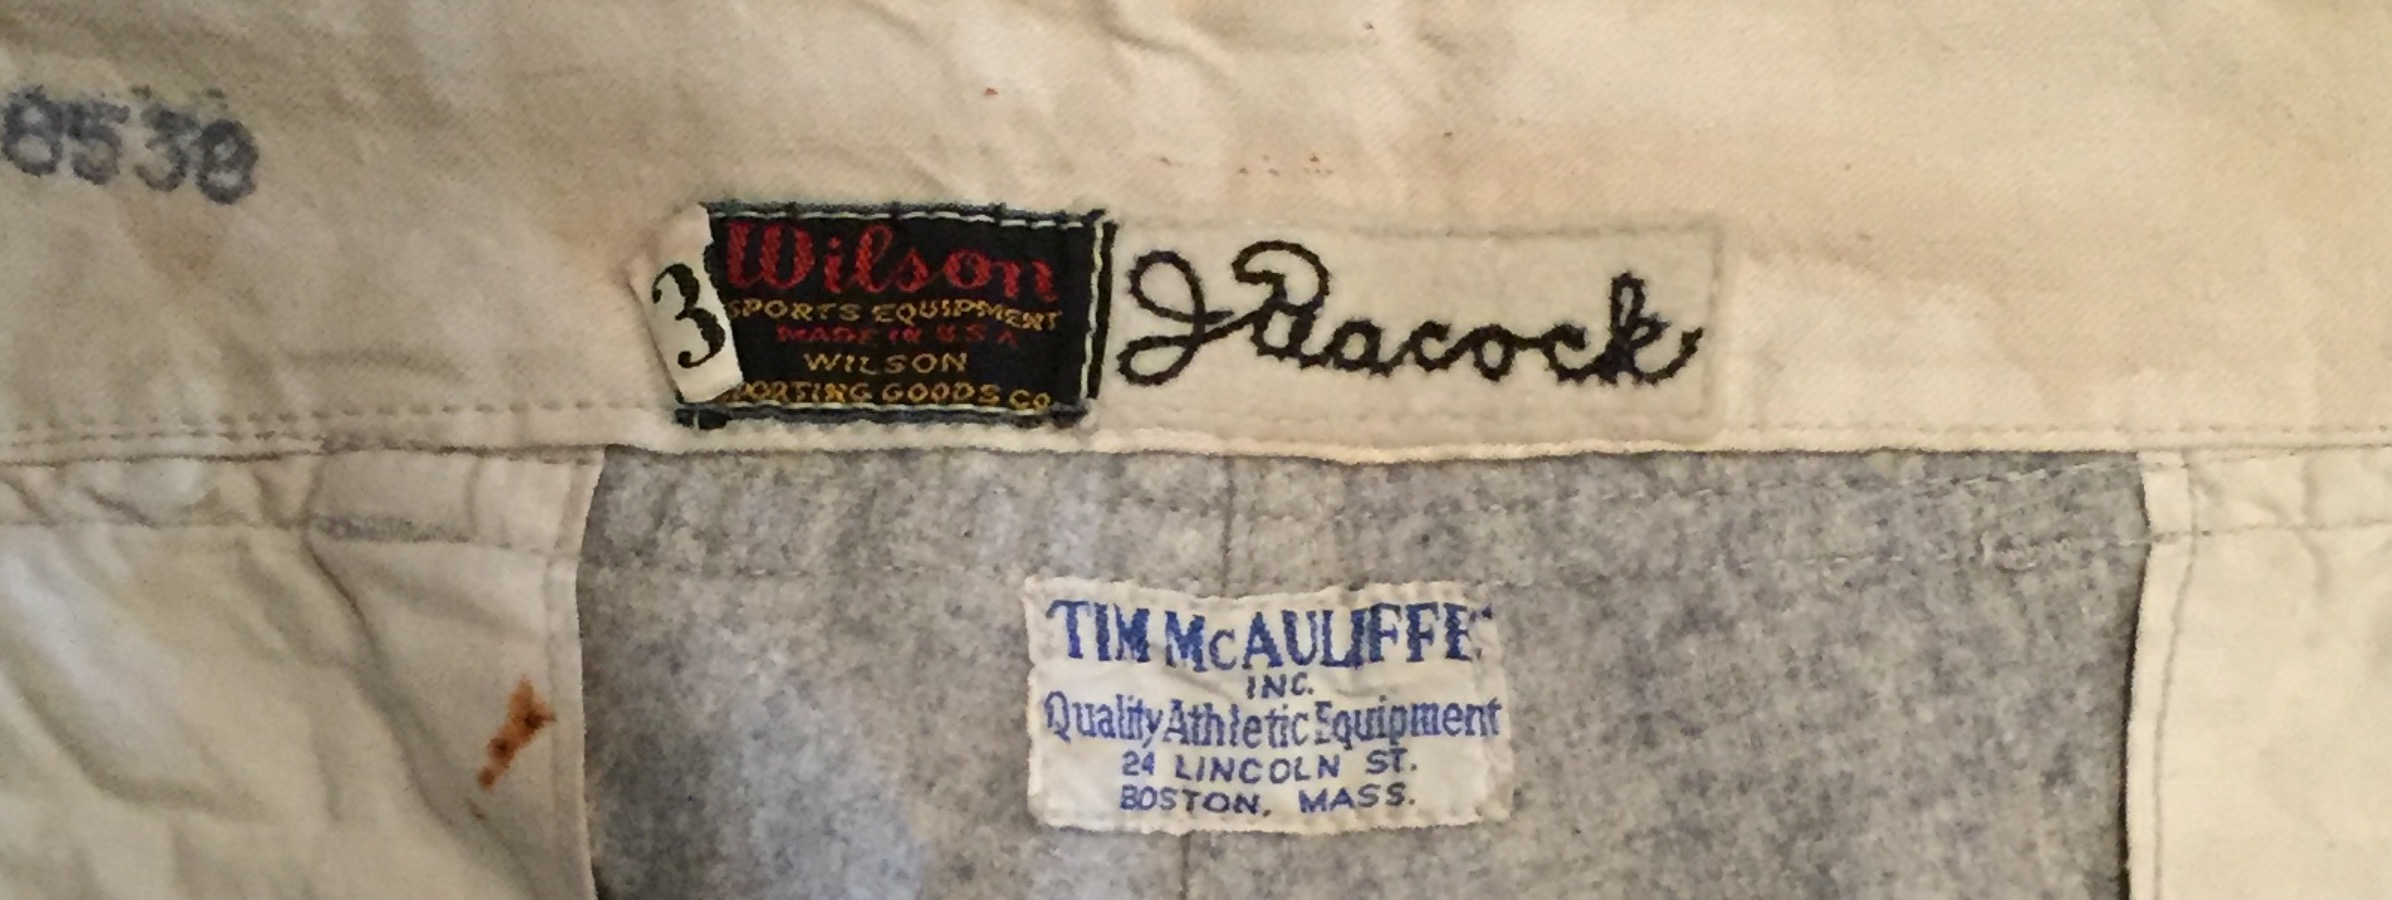 8538
3
Wilson
SPORTS EQUIPMENT
MADE IN U.S.A
WILSON
SPORTING GOODS CO.
J Peacock
TIM McAULIFFE
INC.
Quality Athletic Equipment
24 LINCOLN ST.
BOSTON, MASS.